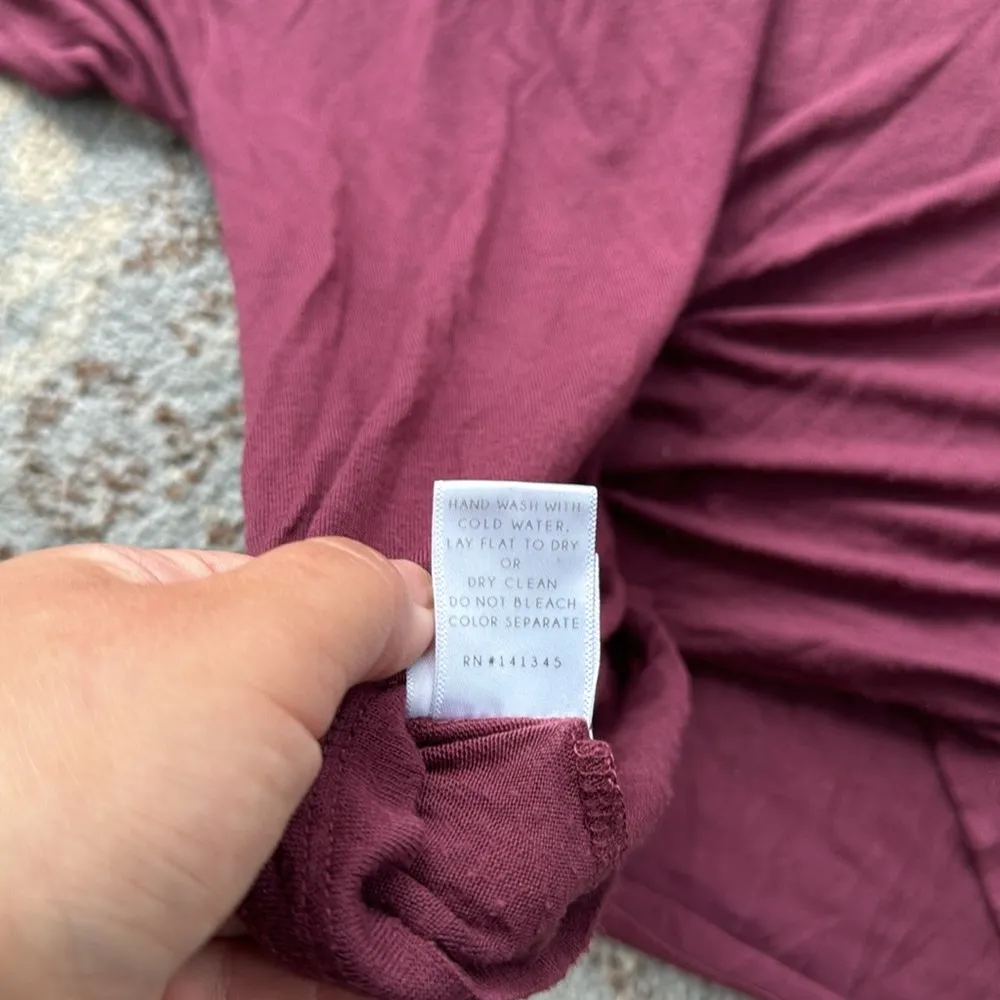 HAND WASH WITH
COLD WATER,
LAY FLAT TO DRY
OR
DRY CLEAN
DO NOT BLEACH
COLOR SEPARATE
RN#141345